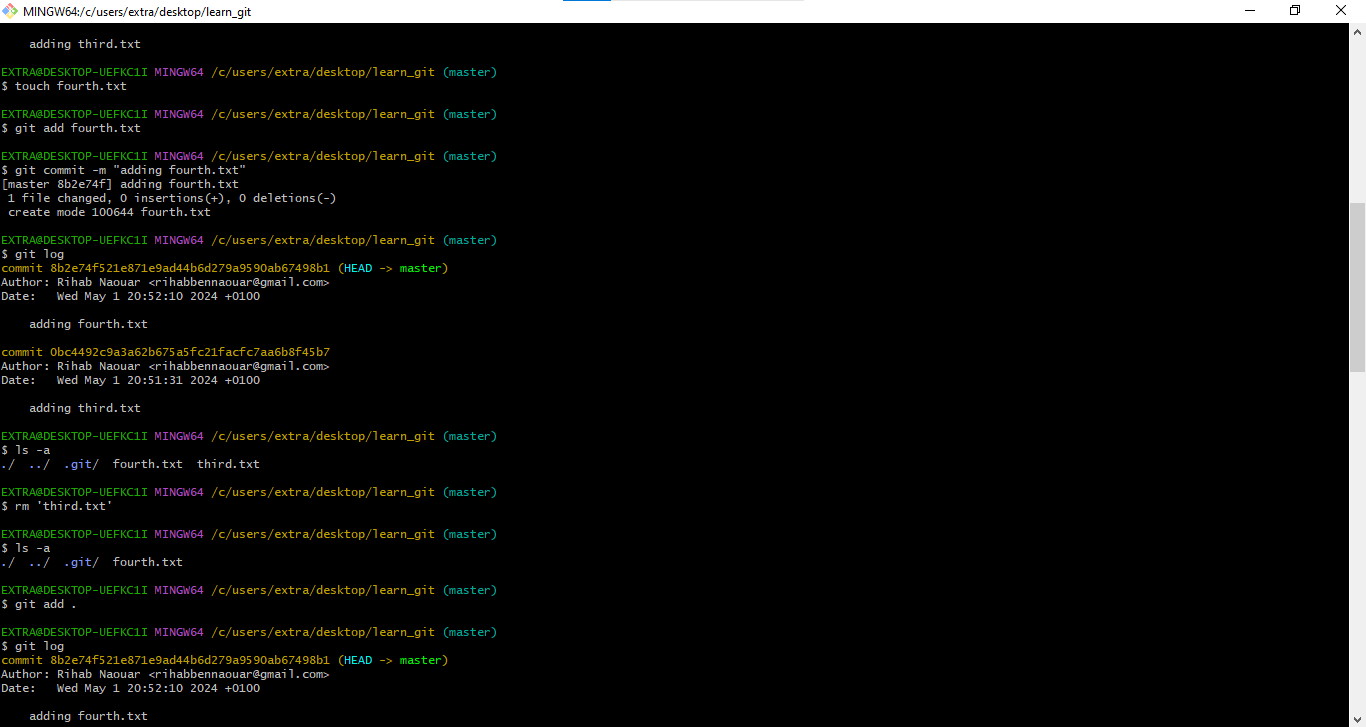 MINGW64:/c/users/extra/desktop/learn_git
    adding third.txt
EXTRA@DESKTOP-UEFKC1I MINGW64 /c/users/extra/desktop/learn_git (master)
$ touch fourth.txt
EXTRA@DESKTOP-UEFKC1I MINGW64 /c/users/extra/desktop/learn_git (master)
$ git add fourth.txt
EXTRA@DESKTOP-UEFKC1I MINGW64 /c/users/extra/desktop/learn_git (master)
$ git commit -m "adding fourth.txt"
[master 8b2e74f] adding fourth.txt
 1 file changed, 0 insertions(+), 0 deletions(-)
 create mode 100644 fourth.txt
EXTRA@DESKTOP-UEFKC1I MINGW64 /c/users/extra/desktop/learn_git (master)
$ git log
commit 8b2e74f521e871e9ad44b6d279a9590ab67498b1 (HEAD -> master)
Author: Rihab Naouar <rihabbennaouar@gmail.com>
Date:   Wed May 1 20:52:10 2024 +0100
    adding fourth.txt
commit 0bc4492c9a3a62b675a5fc21facfc7aa6b8f45b7
Author: Rihab Naouar <rihabbennaouar@gmail.com>
Date:   Wed May 1 20:51:31 2024 +0100
    adding third.txt
EXTRA@DESKTOP-UEFKC1I MINGW64 /c/users/extra/desktop/learn_git (master)
$ ls -a
./  ../  .git/  fourth.txt  third.txt
EXTRA@DESKTOP-UEFKC1I MINGW64 /c/users/extra/desktop/learn_git (master)
$ rm 'third.txt'
EXTRA@DESKTOP-UEFKC1I MINGW64 /c/users/extra/desktop/learn_git (master)
$ ls -a
./  ../  .git/  fourth.txt
EXTRA@DESKTOP-UEFKC1I MINGW64 /c/users/extra/desktop/learn_git (master)
$ git add .
EXTRA@DESKTOP-UEFKC1I MINGW64 /c/users/extra/desktop/learn_git (master)
$ git log
commit 8b2e74f521e871e9ad44b6d279a9590ab67498b1 (HEAD -> master)
Author: Rihab Naouar <rihabbennaouar@gmail.com>
Date:   Wed May 1 20:52:10 2024 +0100
    adding fourth.txt